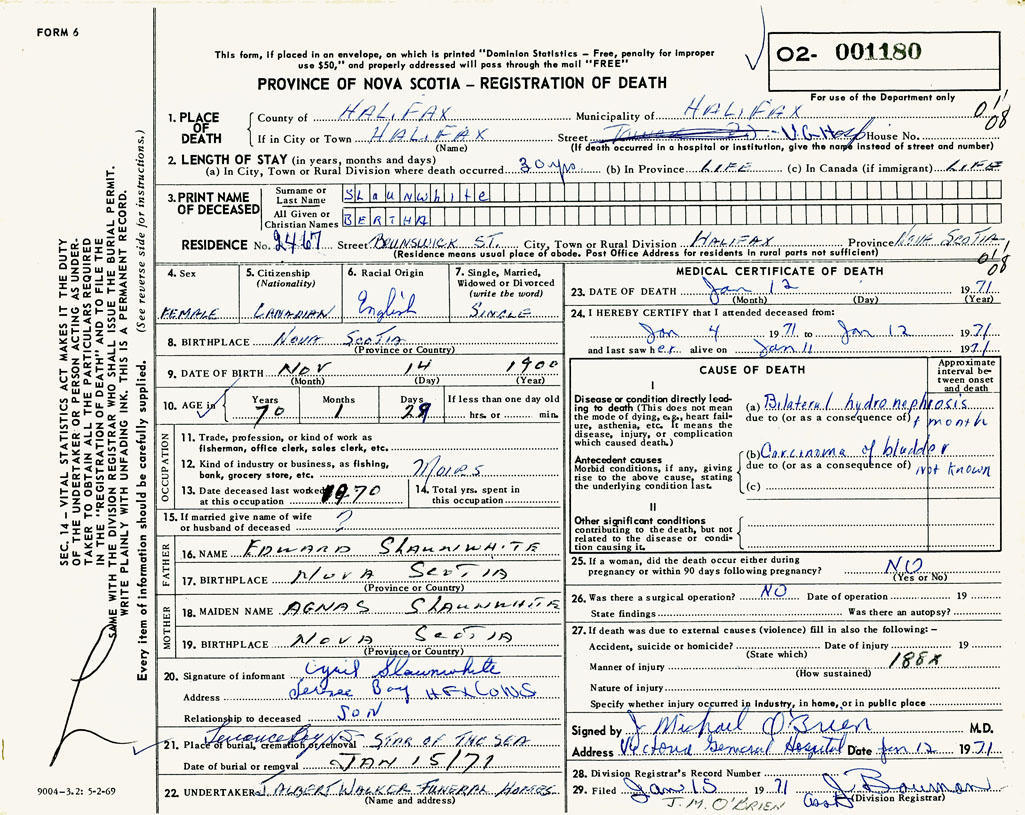 FORM 6
This form, if placed in an envelope, on which is printed "Dominion Statistics – Free, penalty for improper
use $50," and properly addressed will pass through the mail "FREE"
O2- 001180
PROVINCE OF NOVA SCOTIA – REGISTRATION OF DEATH
For use of the Department only
1. PLACE OF DEATH
County of HALIFAX Municipality of HALIFAX
If in City or Town HALIFAX Street V.G. Hosp House No.
(Name) (If death occurred in a hospital or institution, give the name instead of street and number)
2. LENGTH OF STAY (in years, months and days)
(a) In City, Town or Rural Division where death occurred 30 yrs (b) In Province LIFE (c) In Canada (if immigrant) LIFE
3. PRINT NAME OF DECEASED
Surname or Last Name SlaunwhIte
All Given or Christian Names BERTHA
RESIDENCE No. 2467 Street BRUNSWICK ST. City, Town or Rural Division HALIFAX Province NOVA SCOTIA
(Residence means usual place of abode. Post Office Address for residents in rural parts not sufficient)
4. Sex FEMALE
5. Citizenship (Nationality) CANADIAN
6. Racial Origin English
7. Single, Married, Widowed or Divorced (write the word) SINGLE
8. BIRTHPLACE NOVA SCOTIA
(Province or Country)
9. DATE OF BIRTH NOV 14 1900
(Month) (Day) (Year)
10. AGE in Years 70 Months 1 Days 29 If less than one day old hrs. or min.
OCCUPATION
11. Trade, profession, or kind of work as
fisherman, office clerk, sales clerk, etc.
12. Kind of industry or business, as fishing,
bank, grocery store, etc. MOIRS
13. Date deceased last worked at this occupation 1970
14. Total yrs. spent in this occupation
15. If married give name of wife
or husband of deceased ?
FATHER
16. NAME EDWARD SLAUNWHITE
17. BIRTHPLACE NOVA SCOTIA
(Province or Country)
MOTHER
18. MAIDEN NAME AGNAS SLAUNWHITE
19. BIRTHPLACE NOVA SCOTIA
(Province or Country)
20. Signature of informant Cyril Slaunwhite
Address Terence Bay HFX CO NS
Relationship to deceased SON
Terence Bay NS
21. Place of burial, cremation or removal STAR OF THE SEA
Date of burial or removal JAN 15/71
22. UNDERTAKER J. ALBERT WALKER FUNERAL HOMES
(Name and address)
MEDICAL CERTIFICATE OF DEATH
23. DATE OF DEATH Jan 12 1971
(Month) (Day) (Year)
24. I HEREBY CERTIFY that I attended deceased from:
Jan 4 1971 to Jan 12 1971
and last saw her alive on Jan 11 1971
CAUSE OF DEATH
Approximate interval between onset and death
I
Disease or condition directly leading to death (This does not mean the mode of dying, e.g., heart failure, asthenia, etc. It means the disease, injury, or complication which caused death.)
(a) Bilateral hydronephrosis
due to (or as a consequence of) 1 month
Antecedent causes
Morbid conditions, if any, giving rise to the above cause, stating the underlying condition last.
(b) Carcinoma of bladder
due to (or as a consequence of) not known
(c)
II
Other significant conditions
contributing to the death, but not related to the disease or condition causing it.
25. If a woman, did the death occur either during
pregnancy or within 90 days following pregnancy? NO
(Yes or No)
26. Was there a surgical operation? NO Date of operation 19
State findings Was there an autopsy?
27. If death was due to external causes (violence) fill in also the following: –
Accident, suicide or homicide? Date of injury 19
(State which) 188x
Manner of injury
(How sustained)
Nature of injury
Specify whether injury occurred in industry, in home, or in public place
Signed by J Michael O'Brien M.D.
Address Victoria General Hospital Date Jan 12 1971
28. Division Registrar's Record Number
29. Filed Jan 15 1971
J.M. O'BRIEN
(Division Registrar)
SEC. 14 – VITAL STATISTICS ACT MAKES IT THE DUTY
OF THE UNDERTAKER OR PERSON ACTING AS UNDER-
TAKER TO OBTAIN ALL THE PARTICULARS REQUIRED
IN THE "REGISTRATION OF DEATH" AND TO FILE THE
SAME WITH THE DIVISION REGISTRAR WHO SHALL ISSUE THE BURIAL PERMIT.
WRITE PLAINLY WITH UNFADING INK. THIS IS A PERMANENT RECORD.
Every item of information should be carefully supplied. (See reverse side for instructions.)
9004-3.2: 5-2-69